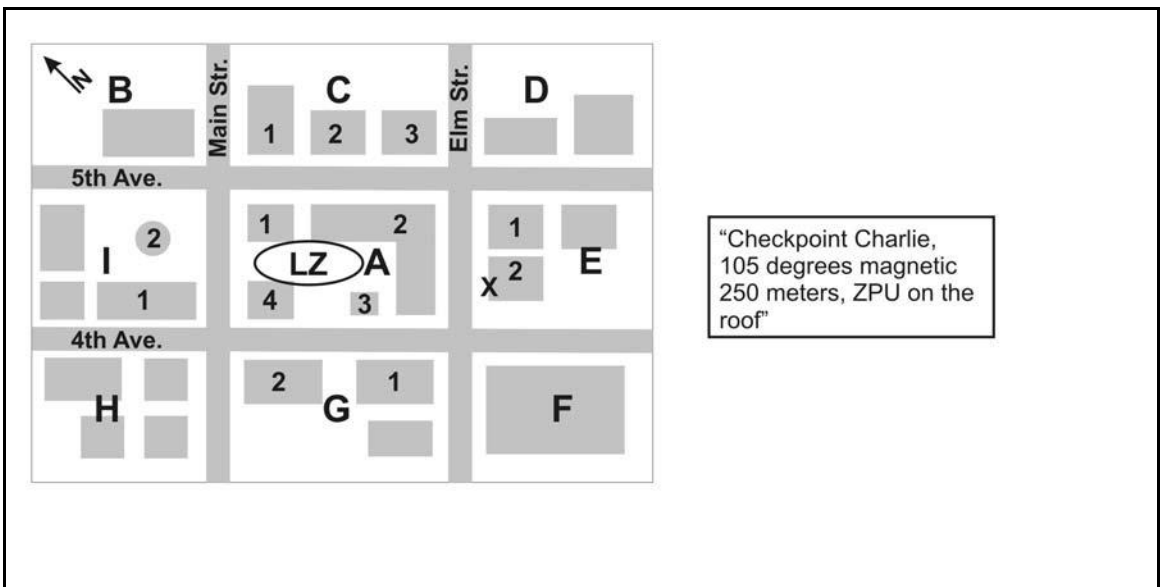 N
B
Main Str.
C
Elm Str.
D
1
2
3
5th Ave.
1
2
2
I
LZ
A
1
E
2
X
1
4
3
4th Ave.
2
1
H
G
F
“Checkpoint Charlie,
105 degrees magnetic
250 meters, ZPU on the
roof”